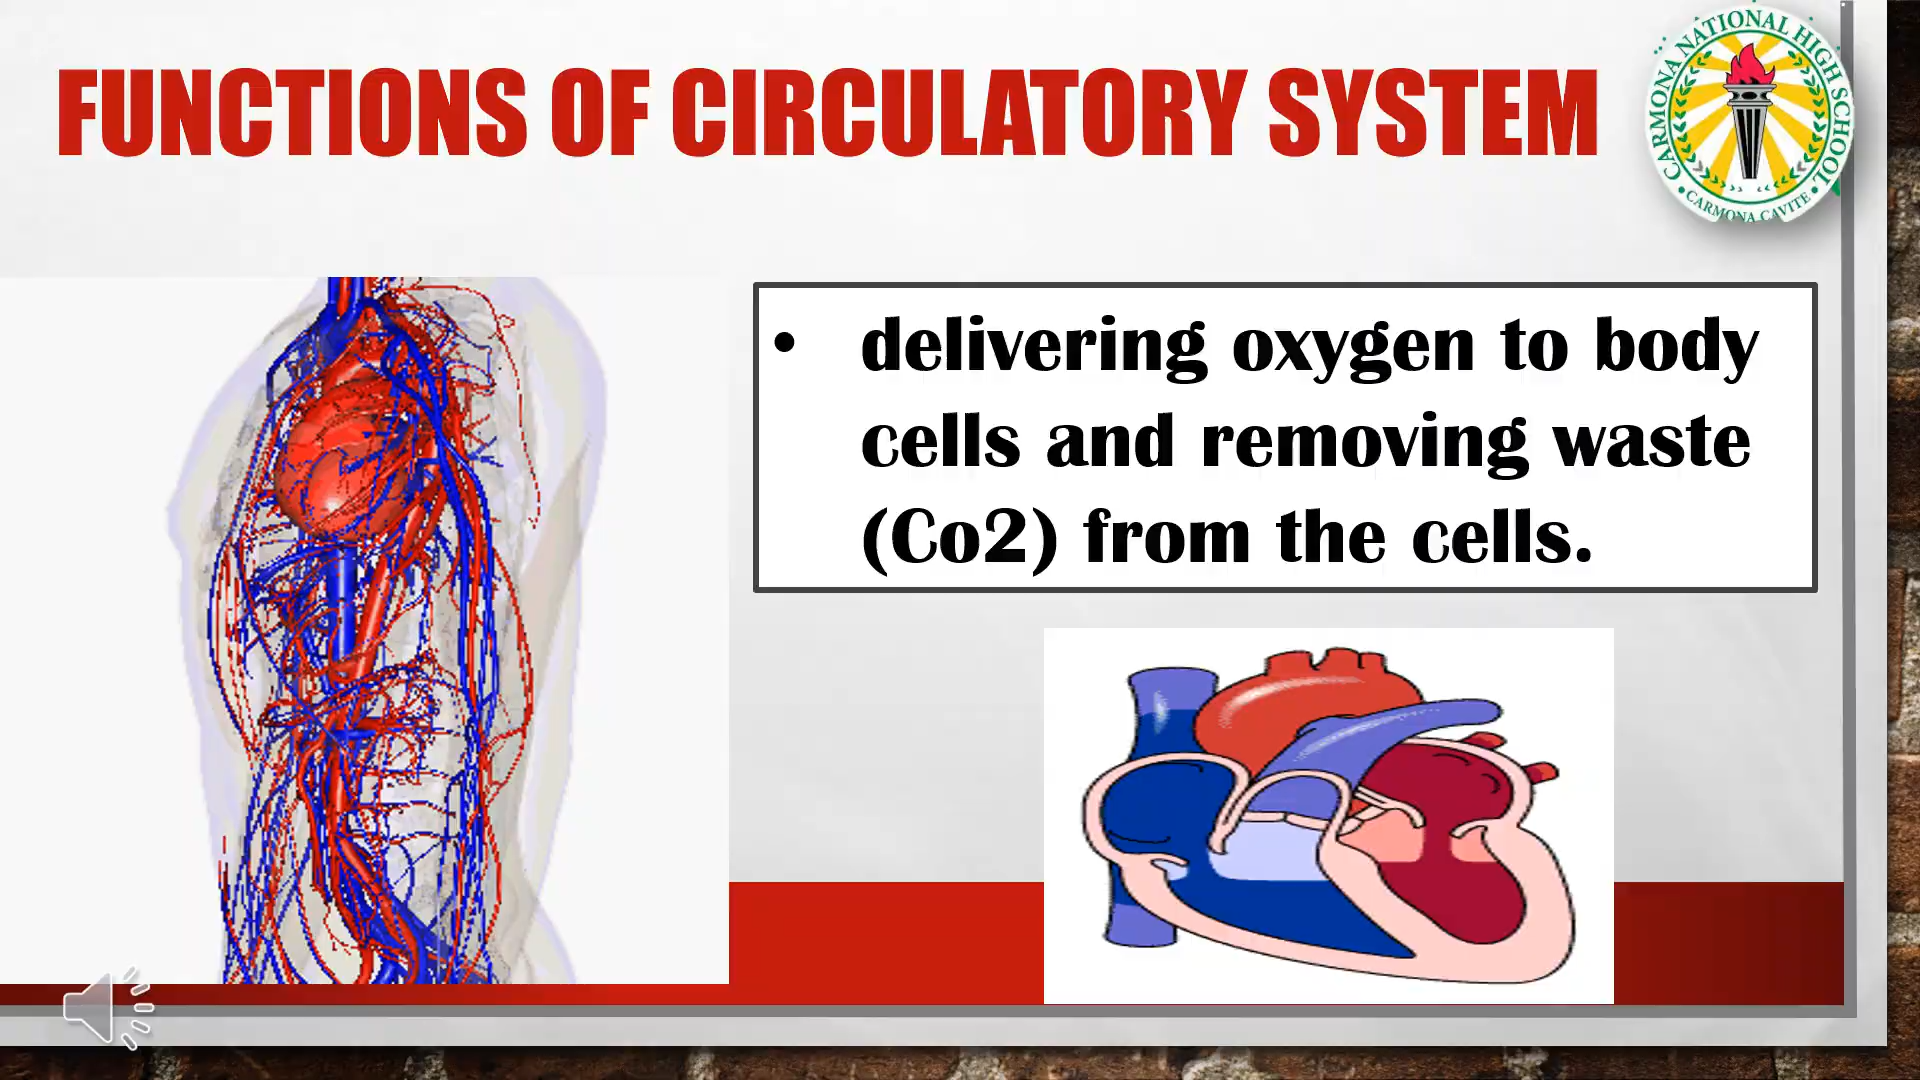 FUNCTIONS OF CIRCULATORY SYSTEM
CARMONA NATIONAL HIGH SCHOOL
• CARMONA CAVITE •
• delivering oxygen to body
cells and removing waste
(Co2) from the cells.